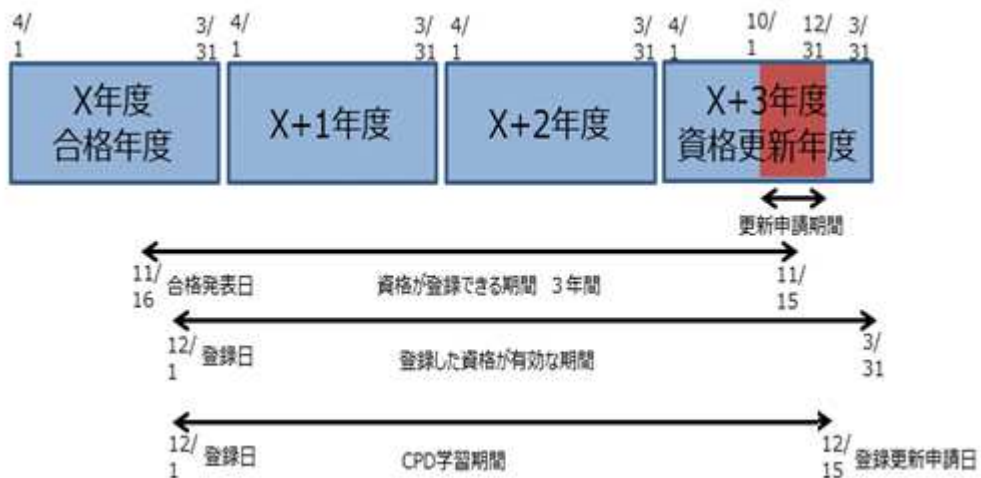 4/ 3/ 4/ 3/ 4/ 3/ 4/ 10/ 12/ 3/
1 31 1 31 1 31 1 1 31 31
X年度
合格年度
X+1年度
X+2年度
X+3年度
資格更新年度
更新申請期間
11/
16 合格発表日 資格が登録できる期間 3年間 11/
15
12/
1 登録日 登録した資格が有効な期間 3/
31
12/
1 登録日 CPD学習期間 12/
15 登録更新申請日